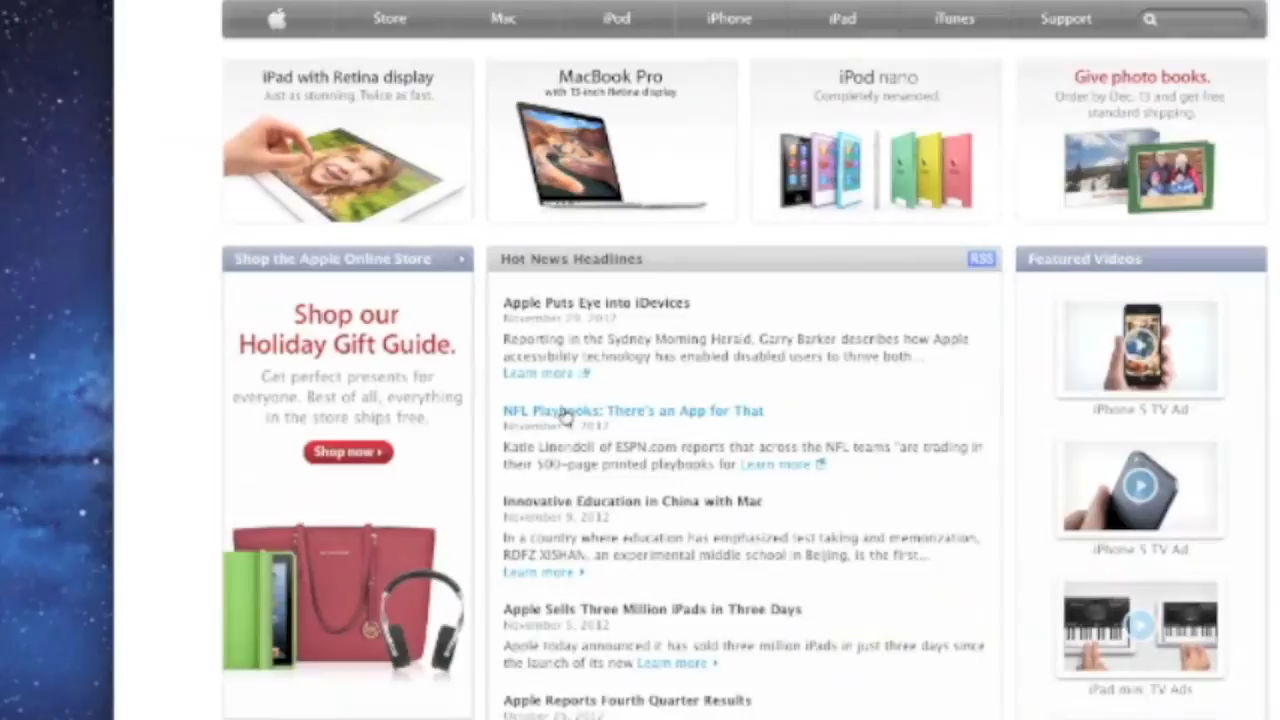 Store Mac iPod iPhone iPad iTunes Support
iPad with Retina display
Just as stunning. Twice as fast.
MacBook Pro
with 13-inch Retina display
iPod nano
Completely renanoed.
Give photo books.
Order by Dec. 13 and get free
standard shipping.
Shop the Apple Online Store
Shop our
Holiday Gift Guide.
Get perfect presents for
everyone. Best of all, everything
in the store ships free.
Shop now
Hot News Headlines RSS
Apple Puts Eye into iDevices
November 29, 2012
Reporting in the Sydney Morning Herald, Garry Barker describes how Apple
accessibility technology has enabled disabled users to thrive both...
Learn more
NFL Playbooks: There's an App for That
November 2012
Katie Linendoll of ESPN.com reports that across the NFL teams "are trading in
their 500-page printed playbooks for Learn more
Innovative Education in China with Mac
November 9, 2012
In a country where education has emphasized test taking and memorization,
RDFZ XISHAN, an experimental middle school in Beijing, is the first...
Learn more
Apple Sells Three Million iPads in Three Days
November 5, 2012
Apple today announced it has sold three million iPads in just three days since
the launch of its new Learn more
Apple Reports Fourth Quarter Results
October 25, 2012
Featured Videos
iPhone 5 TV Ad
iPhone 5 TV Ad
iPad mini TV Ads